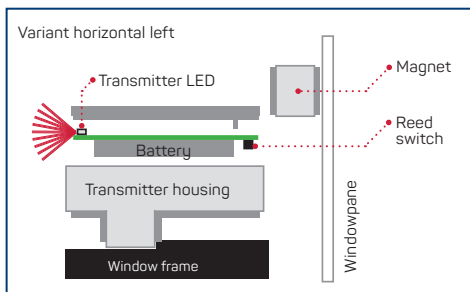 Variant horizontal left
Transmitter LED
Magnet
Reed
switch
Battery
Transmitter housing
Windowpane
Window frame